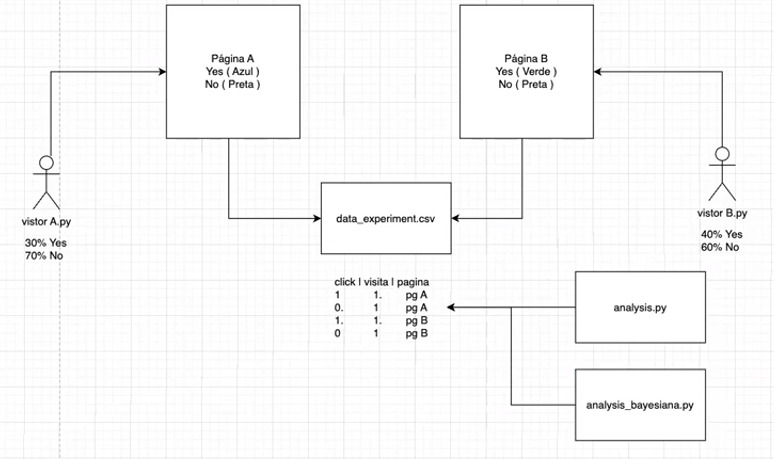 Página A
Yes ( Azul )
No ( Preta )
Página B
Yes ( Verde )
No ( Preta )
vistor A.py
30% Yes
70% No
data_experiment.csv
vistor B.py
40% Yes
60% No
click | visita | pagina
1 1. pg A
0. 1 pg A
1. 1. pg B
0 1 pg B
analysis.py
analysis_bayesiana.py